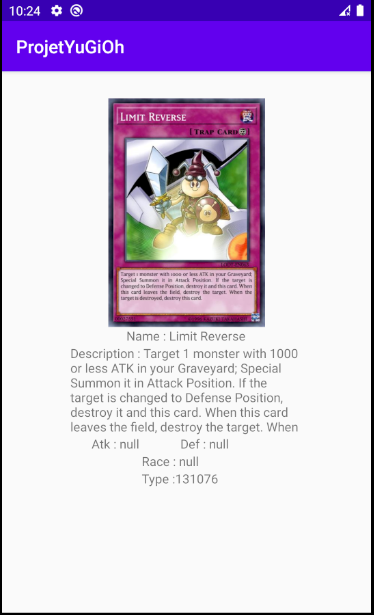 10:24
ProjetYuGiOh
LIMIT REVERSE
[ TRAP CARD
Target 1 monster with 1000 or less ATK in your Graveyard;
Special Summon it in Attack Position. If the target is
changed to Defense Position, destroy it and this card. When
this card leaves the field, destroy the target. When the
target is destroyed, destroy this card.
Name : Limit Reverse
Description : Target 1 monster with 1000
or less ATK in your Graveyard; Special
Summon it in Attack Position. If the
target is changed to Defense Position,
destroy it and this card. When this card
leaves the field, destroy the target. When
Atk : null Def : null
Race : null
Type :131076